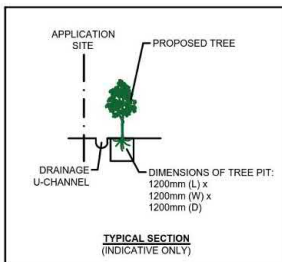 APPLICATION
SITE
PROPOSED TREE
DRAINAGE
U-CHANNEL
DIMENSIONS OF TREE PIT:
1200mm (L) x
1200mm (W) x
1200mm (D)
TYPICAL SECTION
(INDICATIVE ONLY)